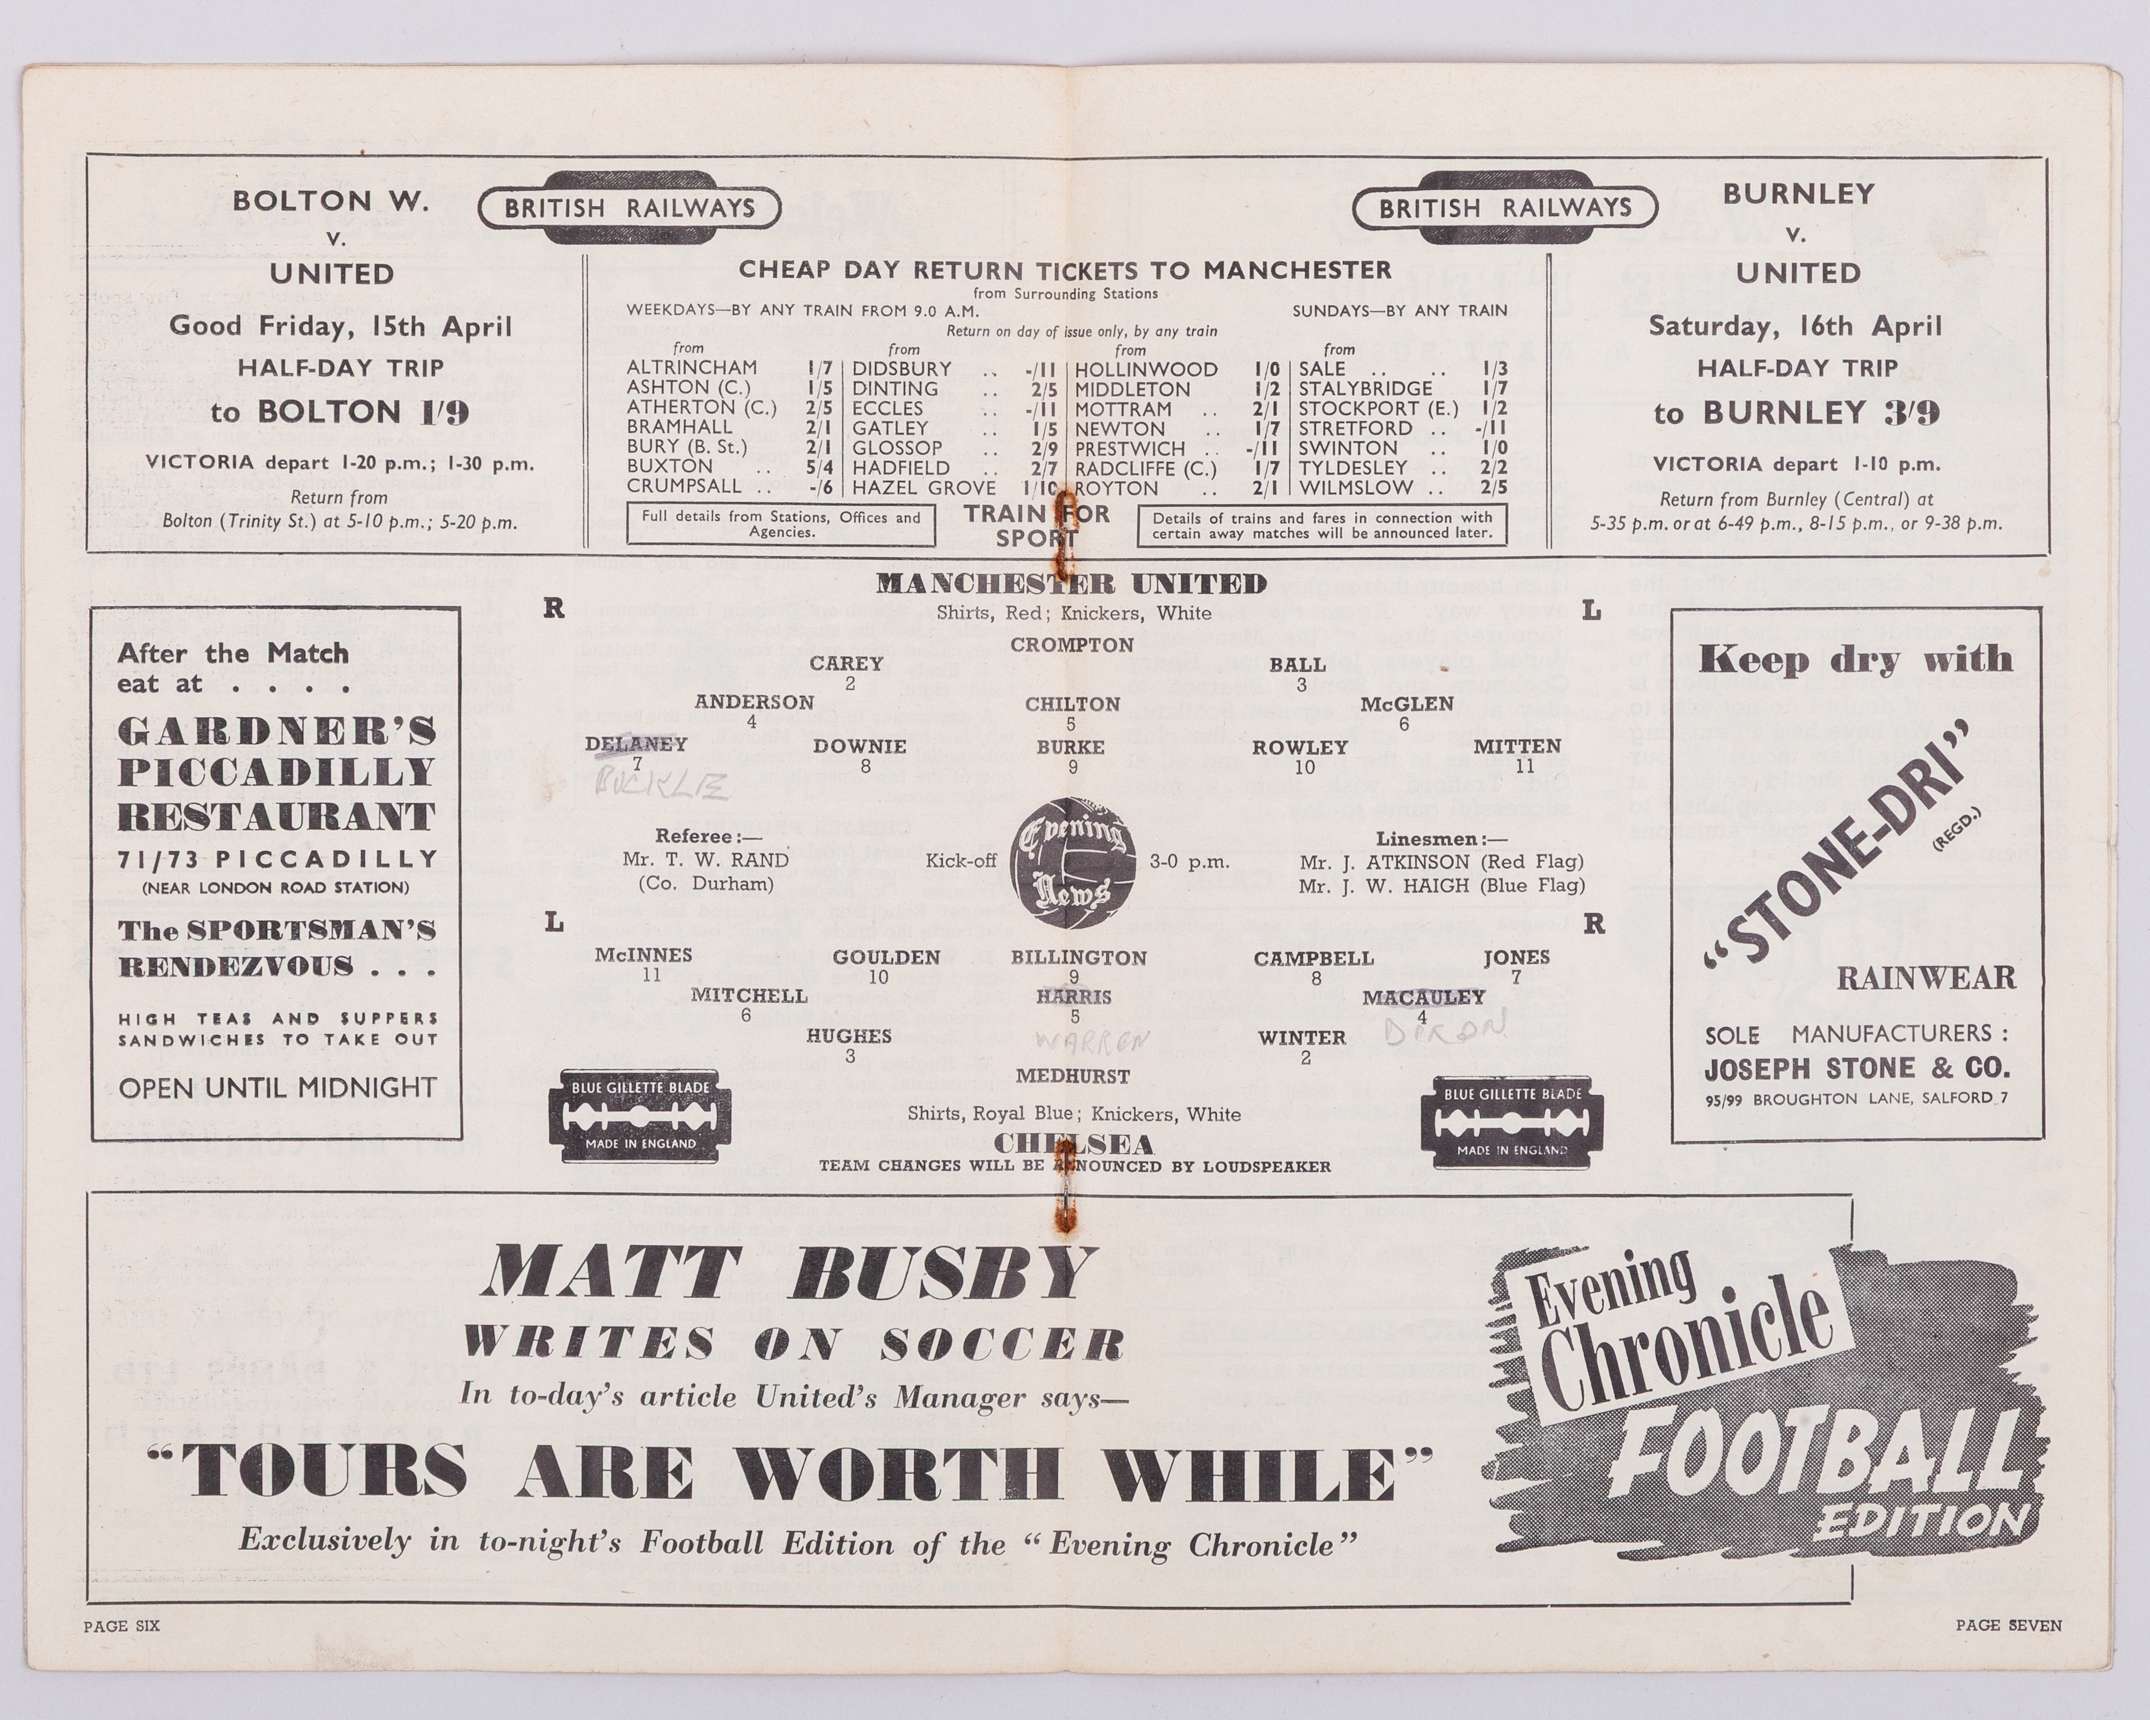 BOLTON W.
v.
UNITED
Good Friday, 15th April
HALF-DAY TRIP
to BOLTON 1/9
VICTORIA depart 1-20 p.m.; 1-30 p.m.
Return from
Bolton (Trinity St.) at 5-10 p.m.; 5-20 p.m.
BRITISH RAILWAYS
BRITISH RAILWAYS
CHEAP DAY RETURN TICKETS TO MANCHESTER
from Surrounding Stations
WEEKDAYS—BY ANY TRAIN FROM 9.0 A.M. SUNDAYS—BY ANY TRAIN
Return on day of issue only, by any train
from from from from
ALTRINCHAM 1/7 DIDSBURY .. -/11 HOLLINWOOD 1/0 SALE .. .. 1/3
ASHTON (C.) 1/5 DINTING .. 2/5 MIDDLETON 1/2 STALYBRIDGE 1/7
ATHERTON (C.) 2/5 ECCLES .. -/11 MOTTRAM .. 2/1 STOCKPORT (E.) 1/2
BRAMHALL 2/1 GATLEY .. 1/5 NEWTON .. 1/7 STRETFORD .. -/11
BURY (B. St.) 2/1 GLOSSOP .. 2/9 PRESTWICH .. -/11 SWINTON .. 1/0
BUXTON .. 5/4 HADFIELD .. 2/7 RADCLIFFE (C.) 1/7 TYLDESLEY .. 2/2
CRUMPSALL .. -/6 HAZEL GROVE 1/10 ROYTON .. 2/1 WILMSLOW .. 2/5
Full details from Stations, Offices and
Agencies.
TRAIN FOR
SPORT
Details of trains and fares in connection with
certain away matches will be announced later.
BURNLEY
v.
UNITED
Saturday, 16th April
HALF-DAY TRIP
to BURNLEY 3/9
VICTORIA depart 1-10 p.m.
Return from Burnley (Central) at
5-35 p.m. or at 6-49 p.m., 8-15 p.m., or 9-38 p.m.
After the Match
eat at . . . .
GARDNER'S
PICCADILLY
RESTAURANT
71/73 PICCADILLY
(NEAR LONDON ROAD STATION)
The SPORTSMAN'S
RENDEZVOUS . . .
HIGH TEAS AND SUPPERS
SANDWICHES TO TAKE OUT
OPEN UNTIL MIDNIGHT
MANCHESTER UNITED
R L
Shirts, Red; Knickers, White
CROMPTON
CAREY BALL
2 3
ANDERSON CHILTON McGLEN
4 5 6
DELANEY DOWNIE BURKE ROWLEY MITTEN
7 8 9 10 11
BUCKLE
Referee:—
Mr. T. W. RAND
(Co. Durham)
Kick-off
Evening
News
3-0 p.m.
Linesmen:—
Mr. J. ATKINSON (Red Flag)
Mr. J. W. HAIGH (Blue Flag)
L R
McINNES GOULDEN BILLINGTON CAMPBELL JONES
11 10 9 8 7
MITCHELL HARRIS MACAULEY
6 5 4
WARREN DIXON
HUGHES WINTER
3 2
MEDHURST
Shirts, Royal Blue; Knickers, White
CHELSEA
TEAM CHANGES WILL BE ANNOUNCED BY LOUDSPEAKER
BLUE GILLETTE BLADE
MADE IN ENGLAND
BLUE GILLETTE BLADE
MADE IN ENGLAND
Keep dry with
"STONE-DRI"
(REGD.)
RAINWEAR
SOLE MANUFACTURERS :
JOSEPH STONE & CO.
95/99 BROUGHTON LANE, SALFORD 7
MATT BUSBY
WRITES ON SOCCER
In to-day's article United's Manager says—
"TOURS ARE WORTH WHILE"
Exclusively in to-night's Football Edition of the "Evening Chronicle"
Evening
Chronicle
FOOTBALL
EDITION
PAGE SIX
PAGE SEVEN